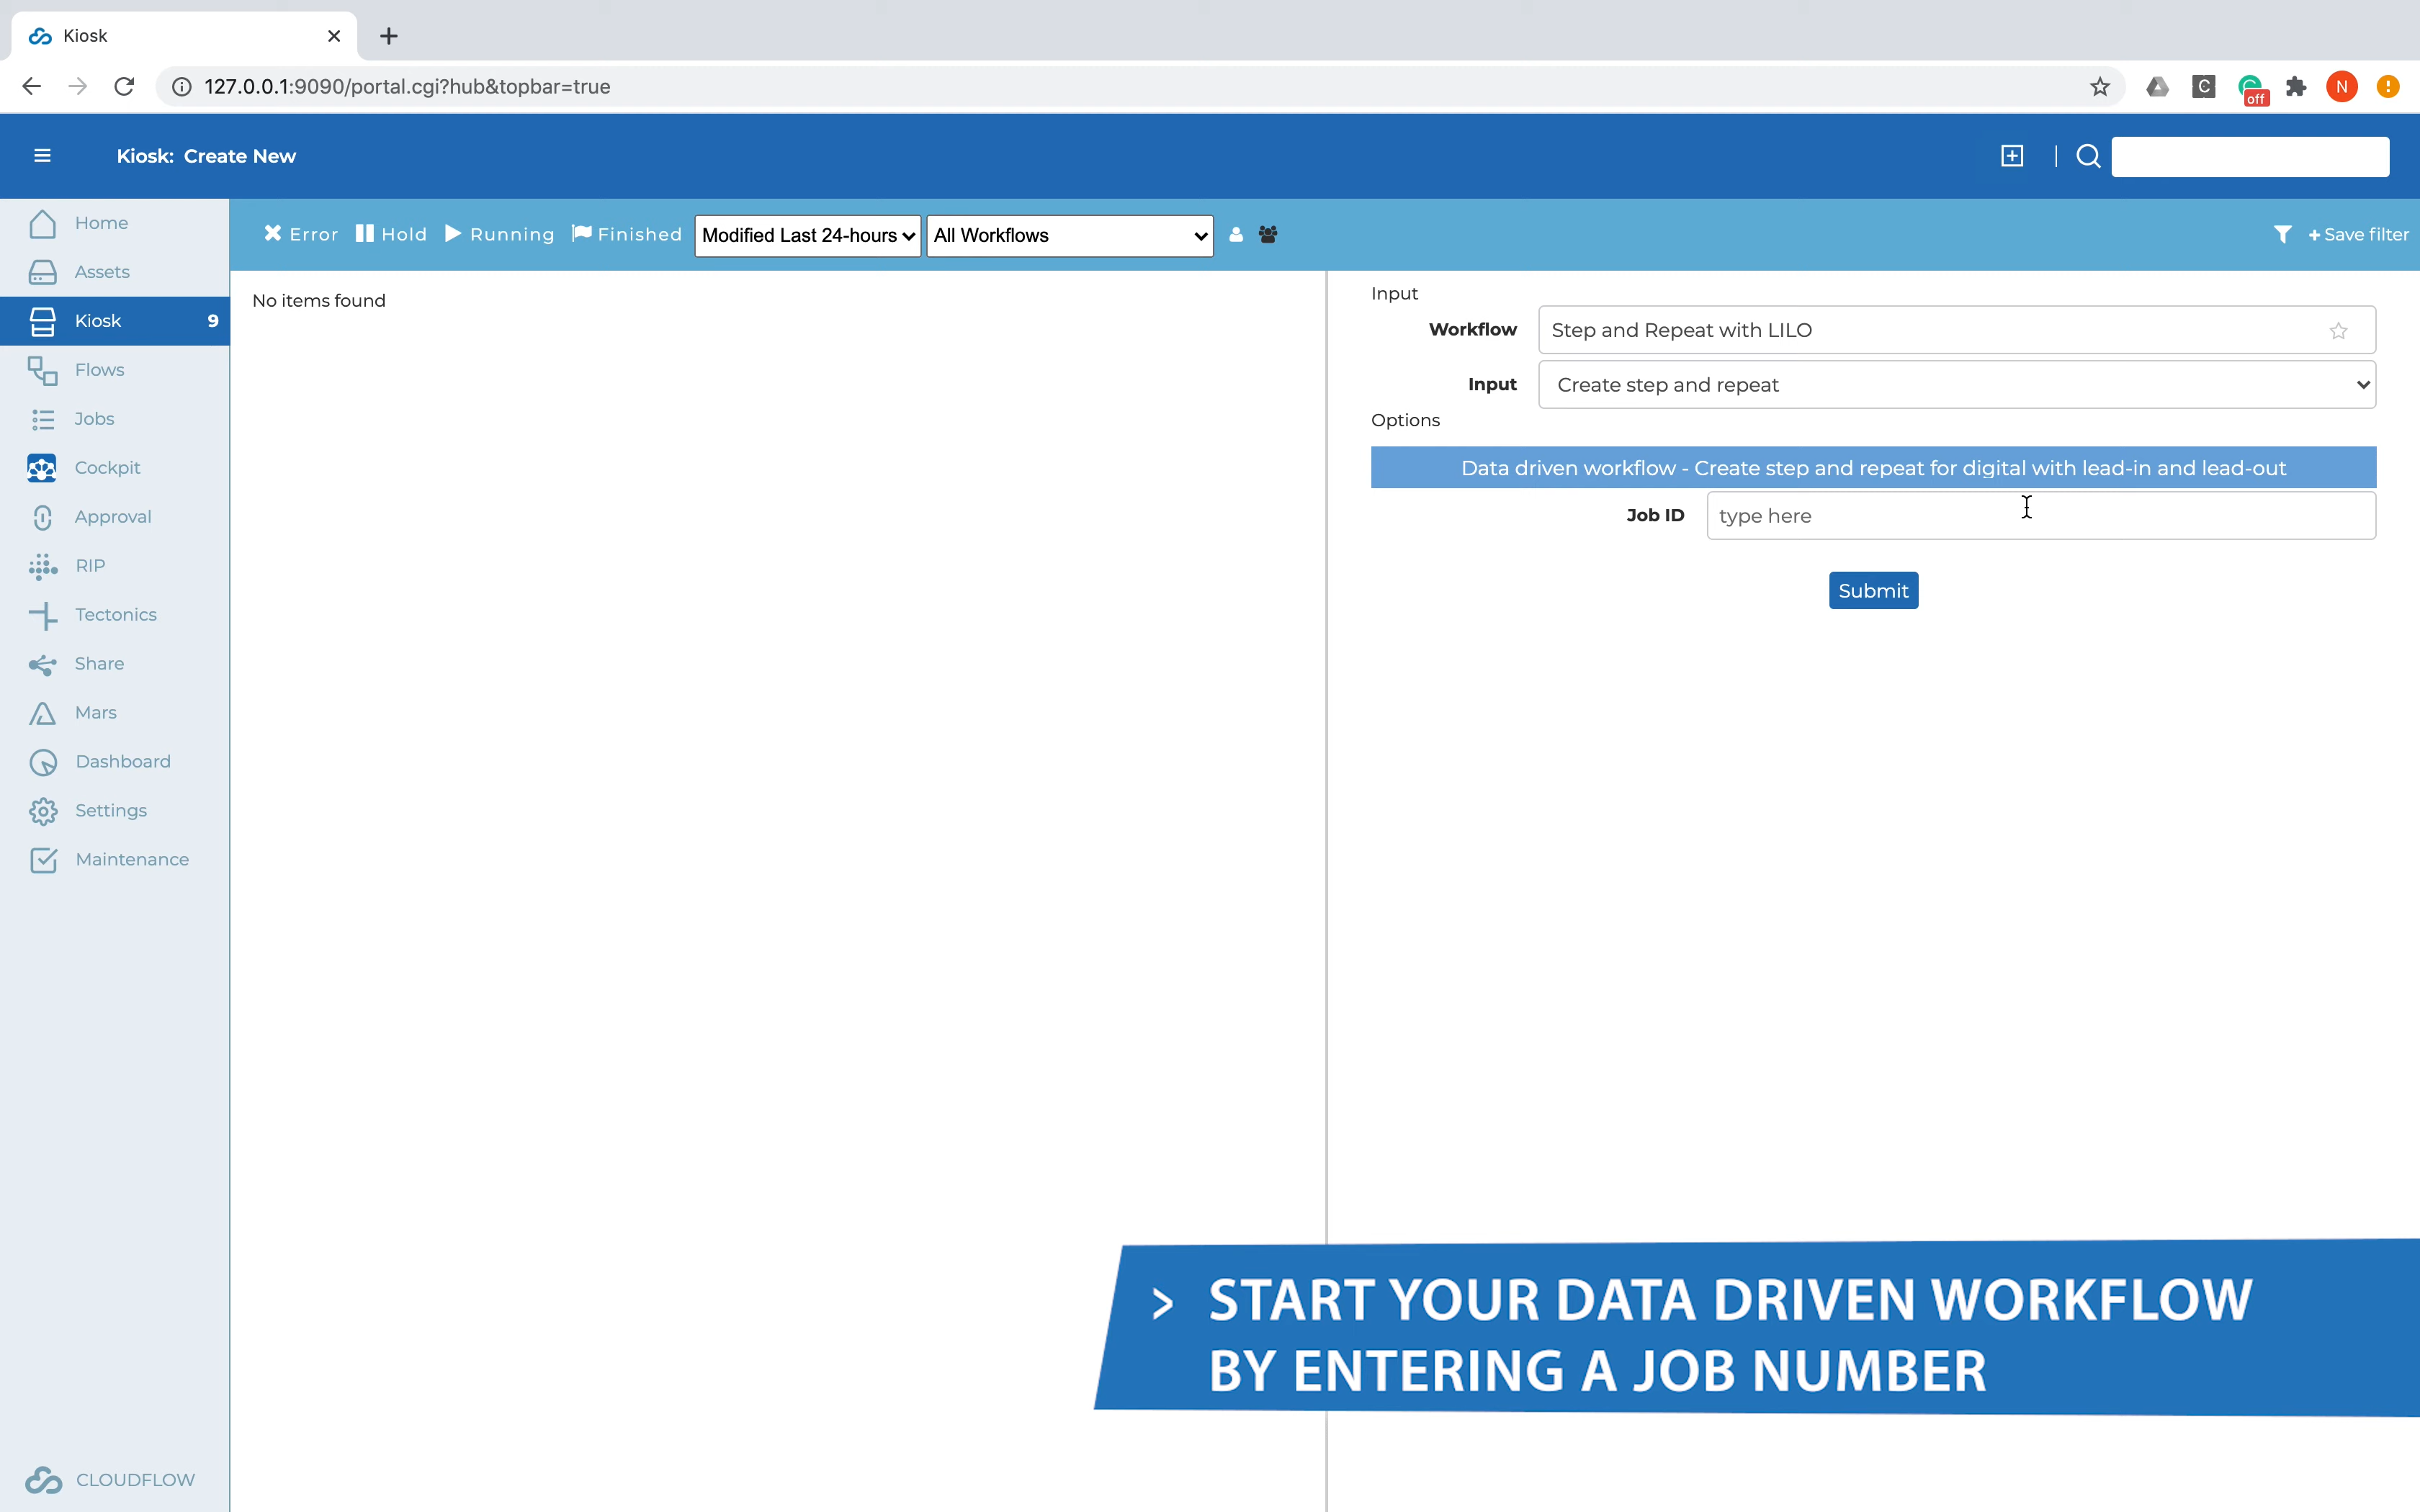 Kiosk
127.0.0.1:9090/portal.cgi?hub&topbar=true
C
off
N
Kiosk: Create New
Home
Assets
Kiosk 9
Flows
Jobs
Cockpit
Approval
RIP
Tectonics
Share
Mars
Dashboard
Settings
Maintenance
CLOUDFLOW
Error Hold Running Finished Modified Last 24-hours All Workflows + Save filter
No items found
Input
Workflow Step and Repeat with LILO
Input Create step and repeat
Options
Data driven workflow - Create step and repeat for digital with lead-in and lead-out
Job ID type here
Submit
> START YOUR DATA DRIVEN WORKFLOW
BY ENTERING A JOB NUMBER